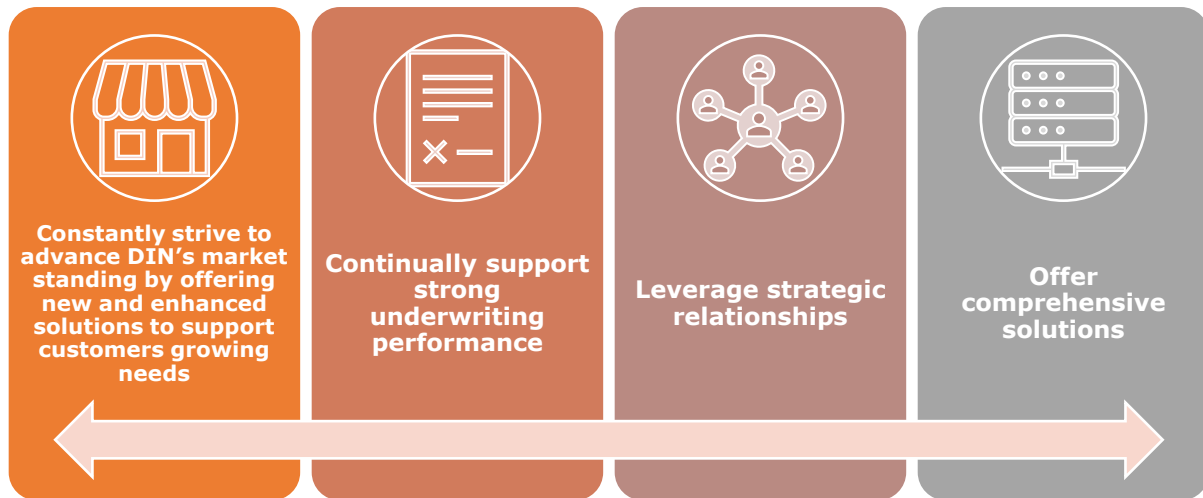 Constantly strive to
advance DIN’s market
standing by offering
new and enhanced
solutions to support
customers growing
needs
Continually support
strong
underwriting
performance
Leverage strategic
relationships
Offer
comprehensive
solutions